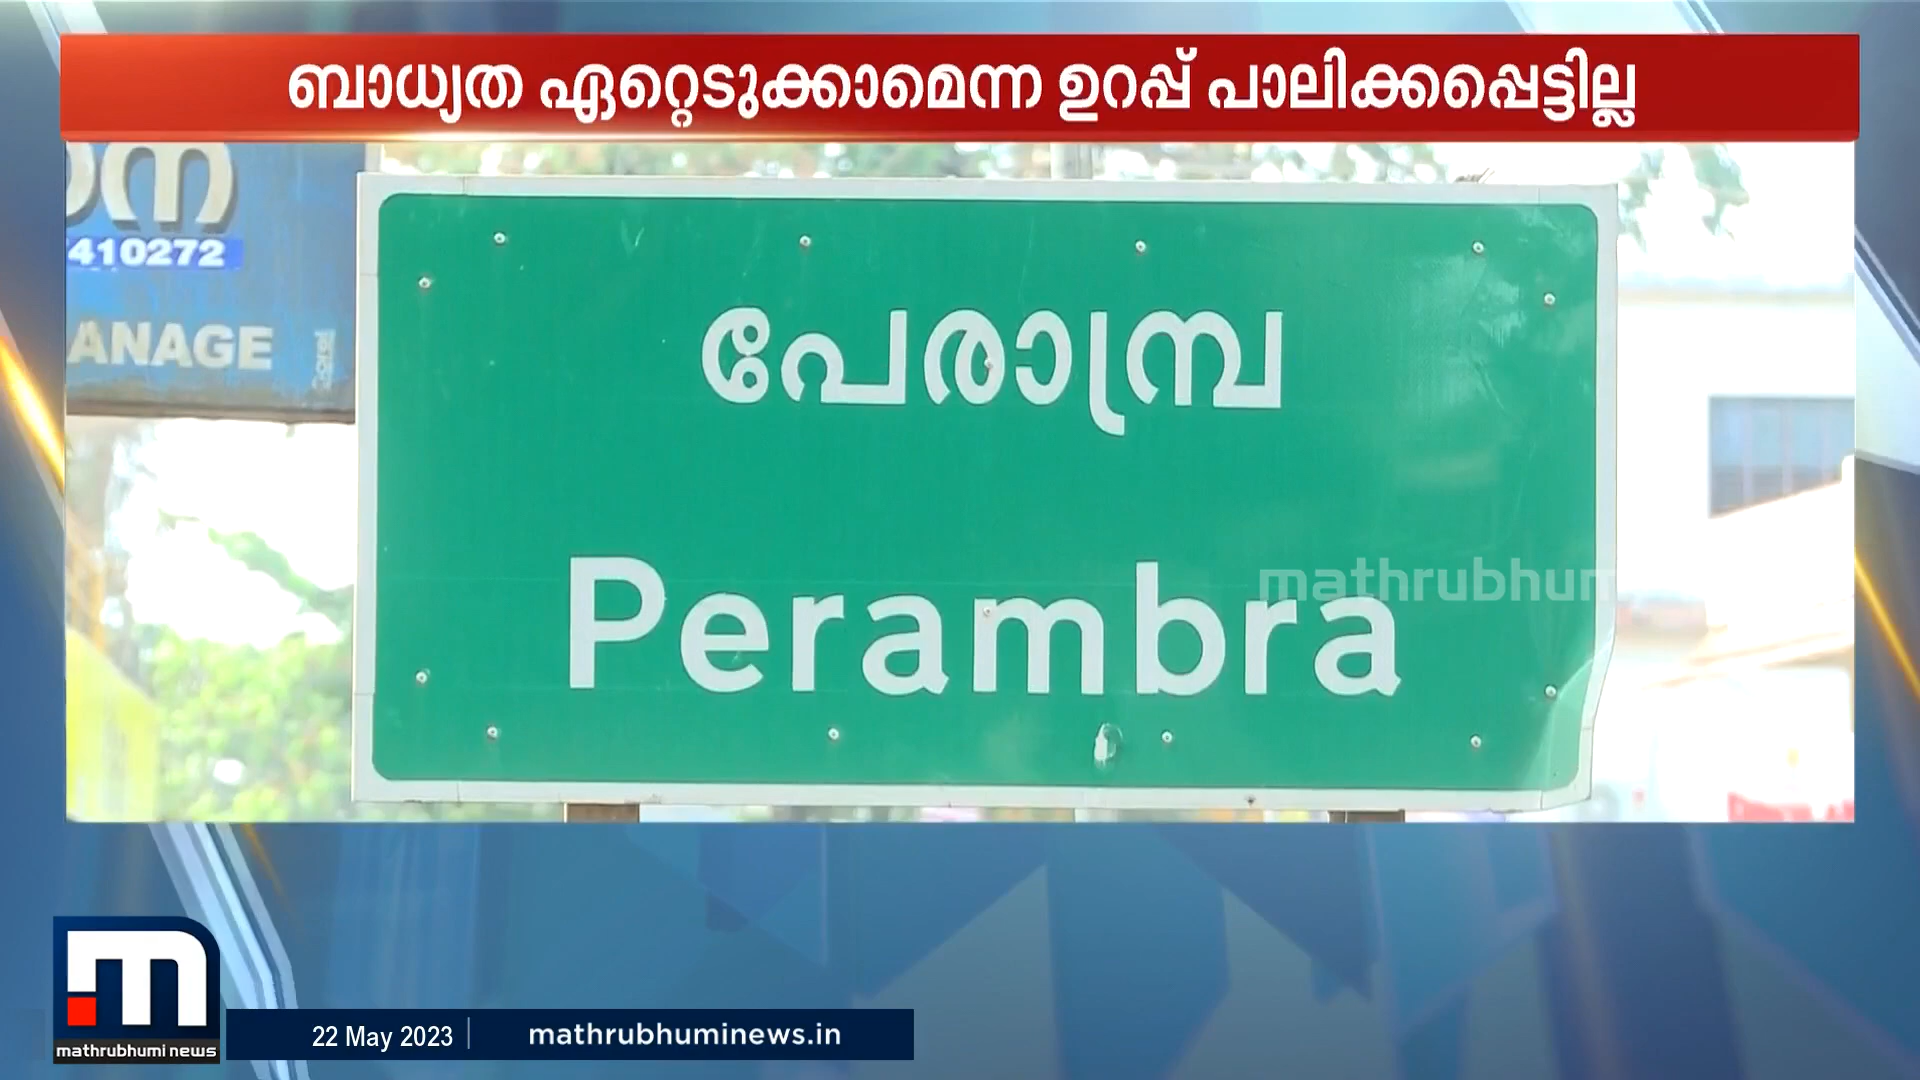 ബാധ്യത ഏറ്റെടുക്കാമെന്ന ഉറപ്പ് പാലിക്കപ്പെട്ടില്ല
410272
ANAGE
പേരാമ്പ്ര
Perambra
mathrubhum
mathrubhumi news
22 May 2023
mathrubhuminews.in